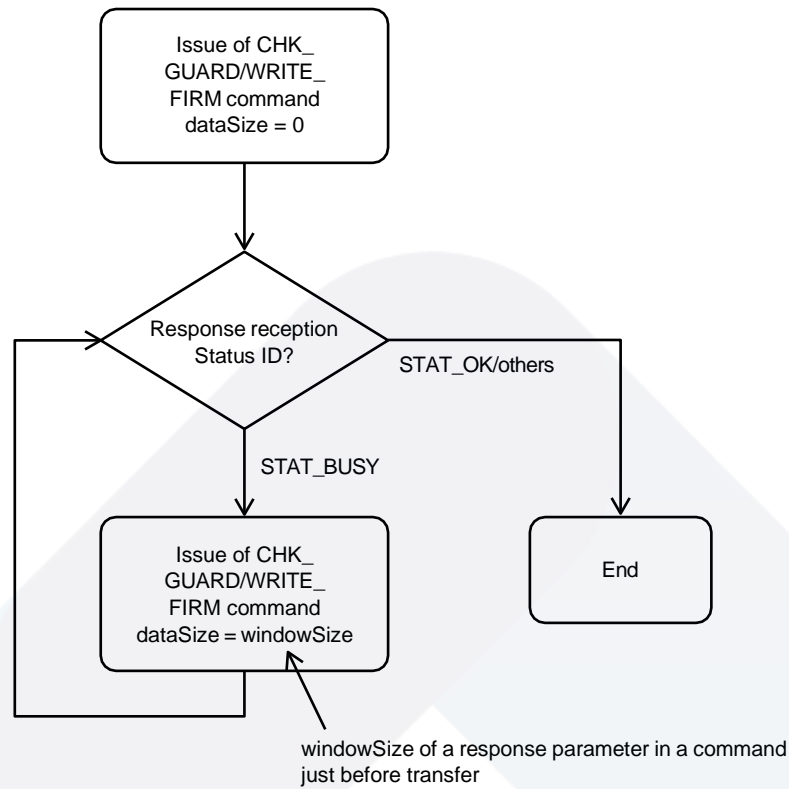 Issue of CHK_
GUARD/WRITE_
FIRM command
dataSize = 0
Response reception
Status ID?
STAT_OK/others
STAT_BUSY
Issue of CHK_
GUARD/WRITE_
FIRM command
dataSize = windowSize
End
windowSize of a response parameter in a command
just before transfer